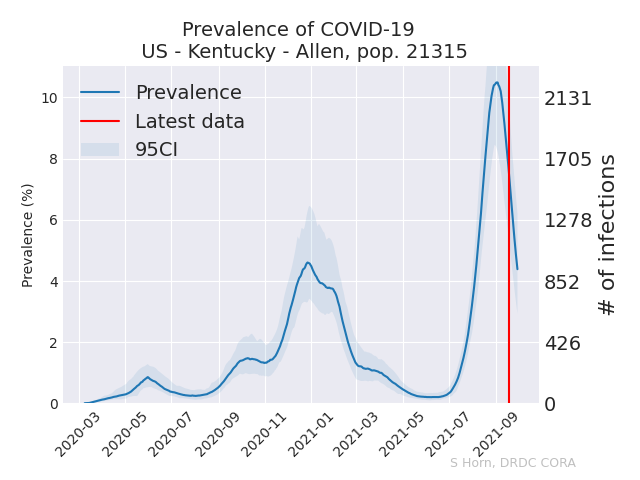 Prevalence of COVID-19
US - Kentucky - Allen, pop. 21315
Prevalence
Latest data
95CI
Prevalence (%)
10
8
6
4
2
0
2131
1705
1278
852
426
0
# of infections
2020-03
2020-05
2020-07
2020-09
2020-11
2021-01
2021-03
2021-05
2021-07
2021-09
S Horn, DRDC CORA